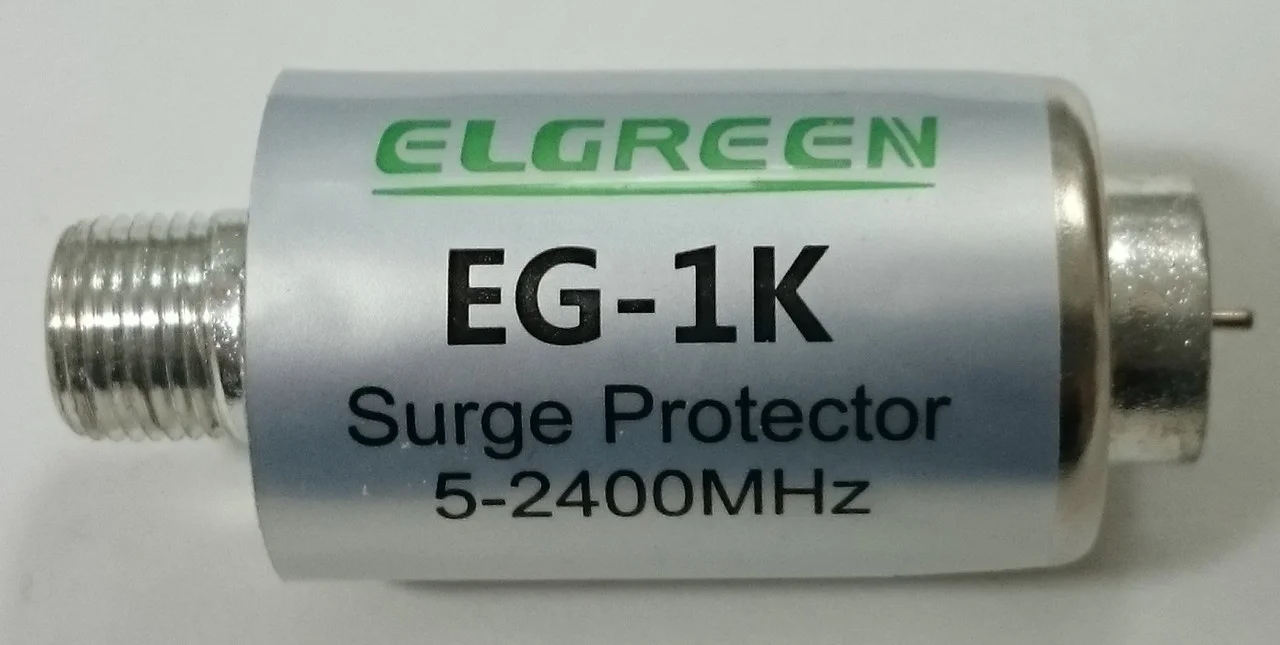 ELGREEN
EG-1K
Surge Protector
5-2400MHz